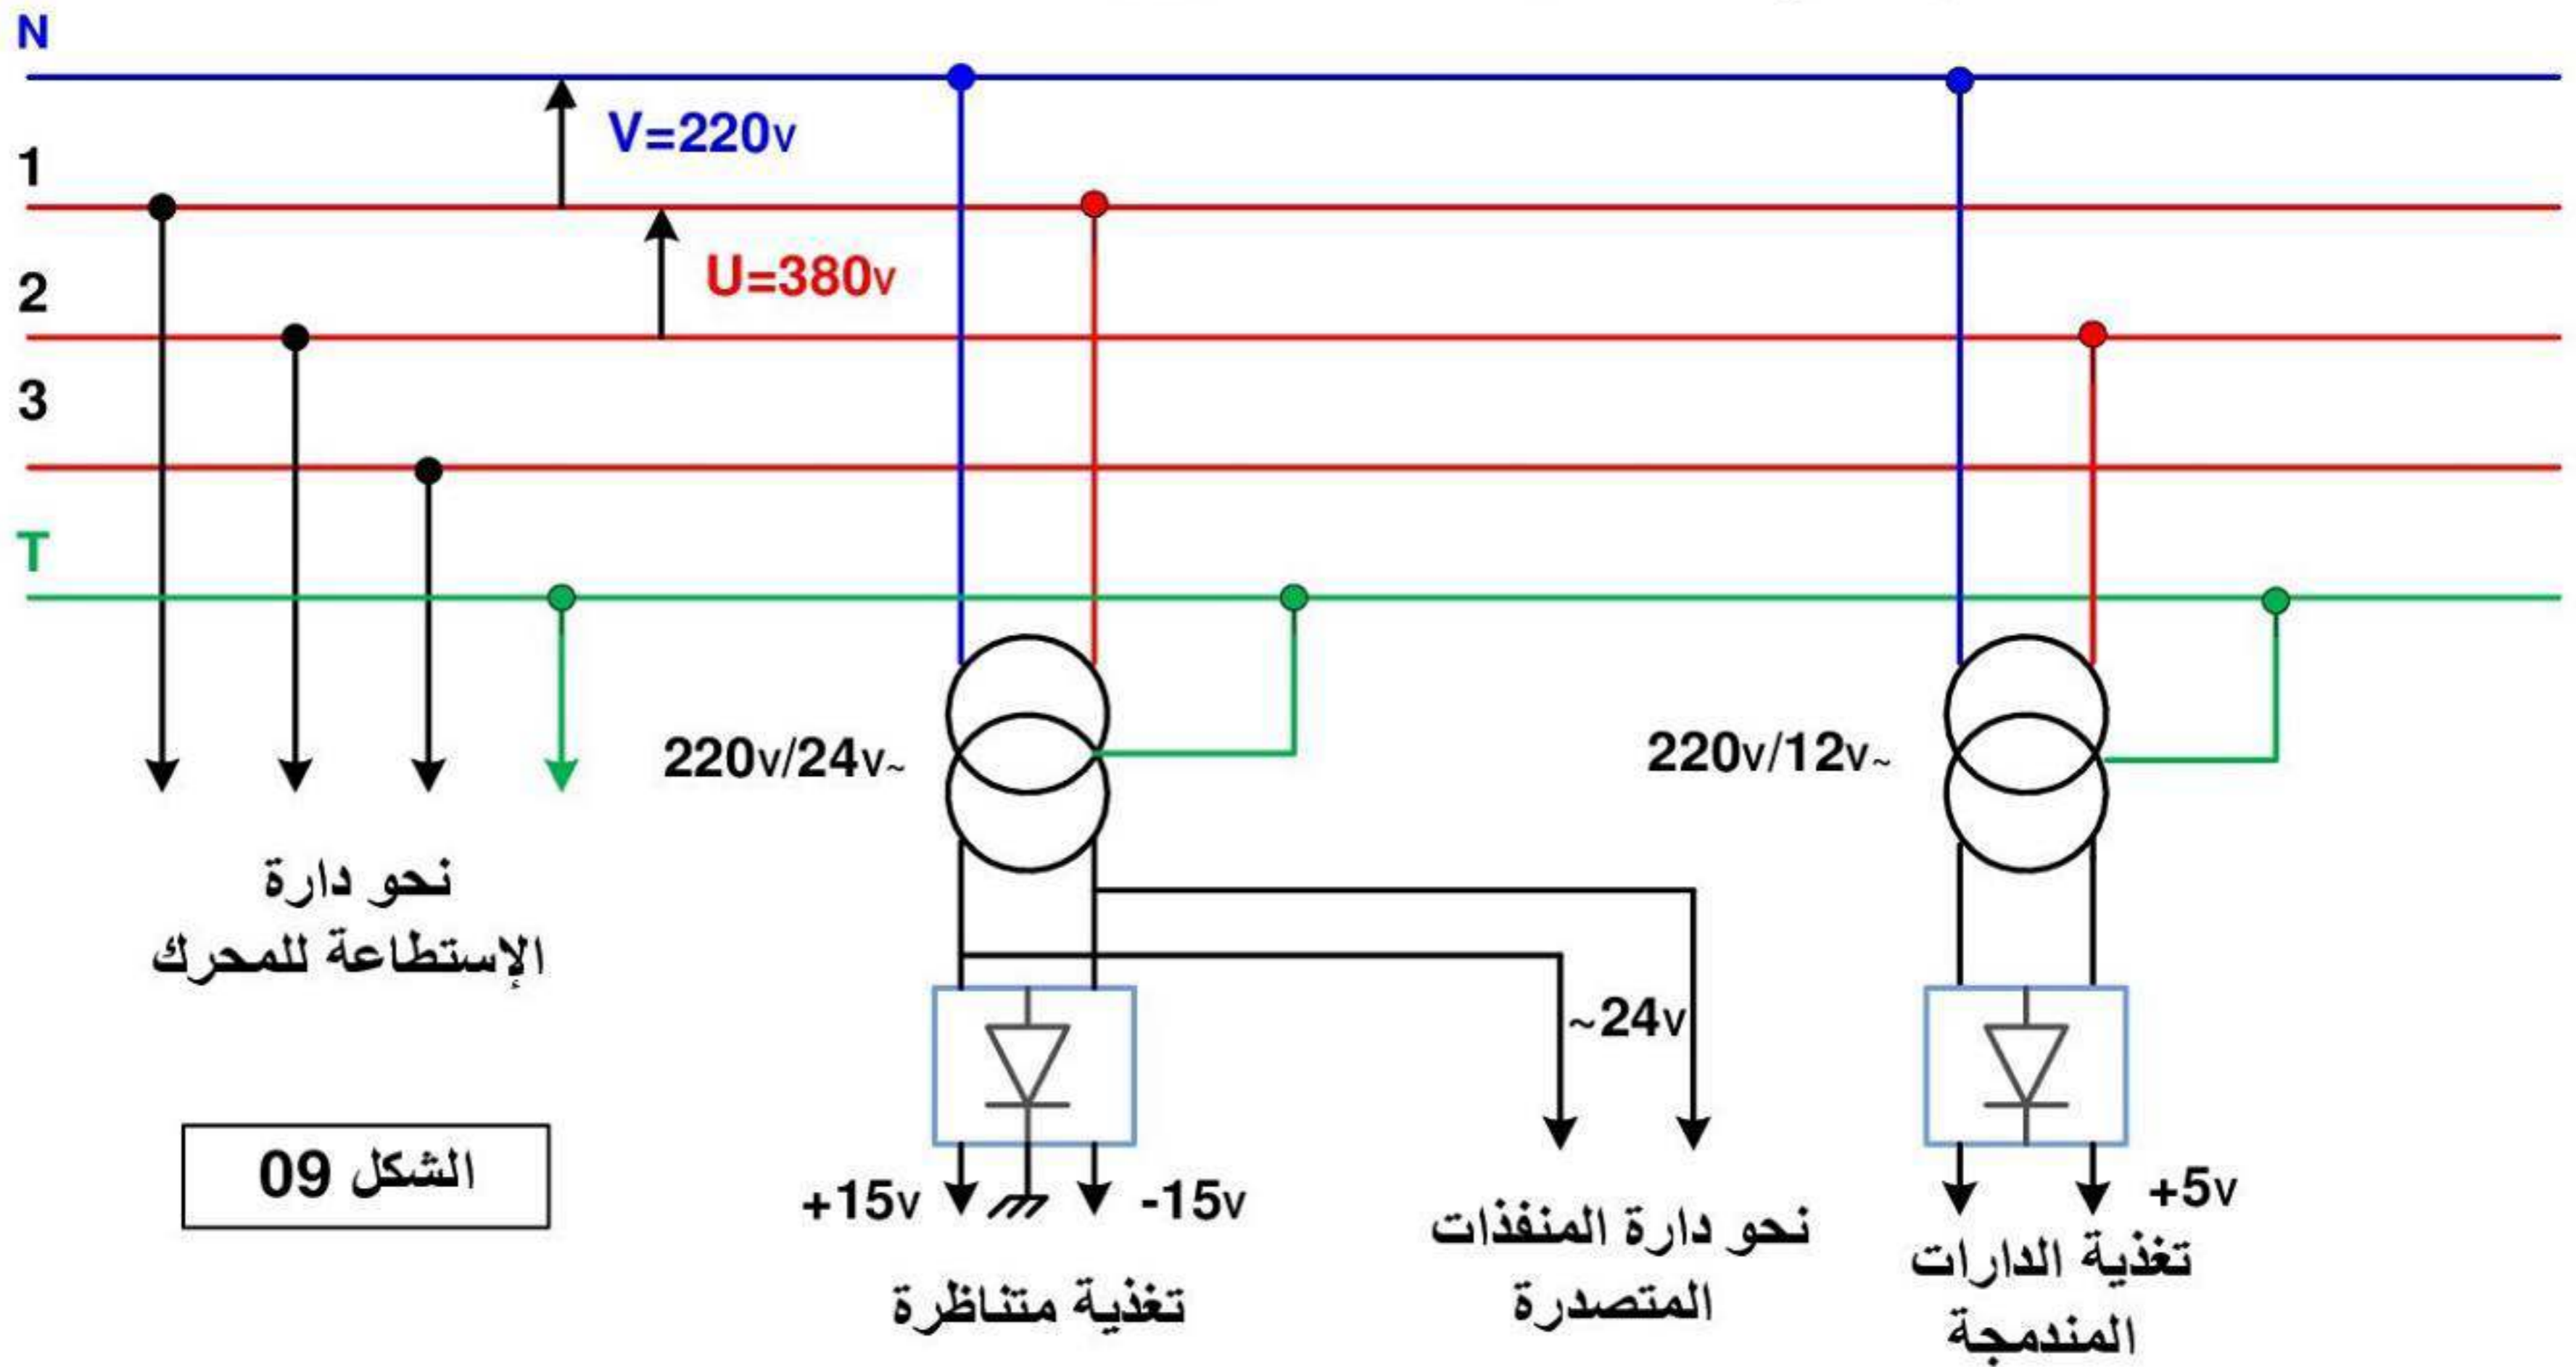 N
V=220v
1
U=380v
2
3
T
220v/24v~
220v/12v~
نحو دارة
الإستطاعة للمحرك
~24v
الشكل 09
+15v
-15v
+5v
نحو دارة المنفذات
المتصدرة
تغذية الدارات
المندمجة
تغذية متناظرة